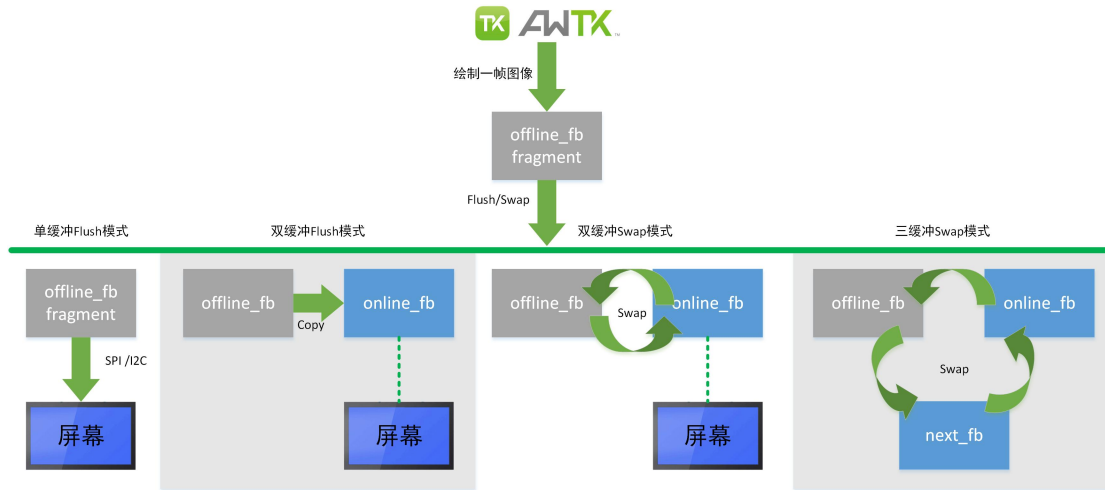 TK AWTK™
绘制一帧图像
offline_fb
fragment
Flush/Swap
单缓冲Flush模式
双缓冲Flush模式
双缓冲Swap模式
三缓冲Swap模式
offline_fb
fragment
SPI /I2C
屏幕
offline_fb
Copy
online_fb
屏幕
offline_fb
Swap
online_fb
屏幕
offline_fb
online_fb
Swap
next_fb